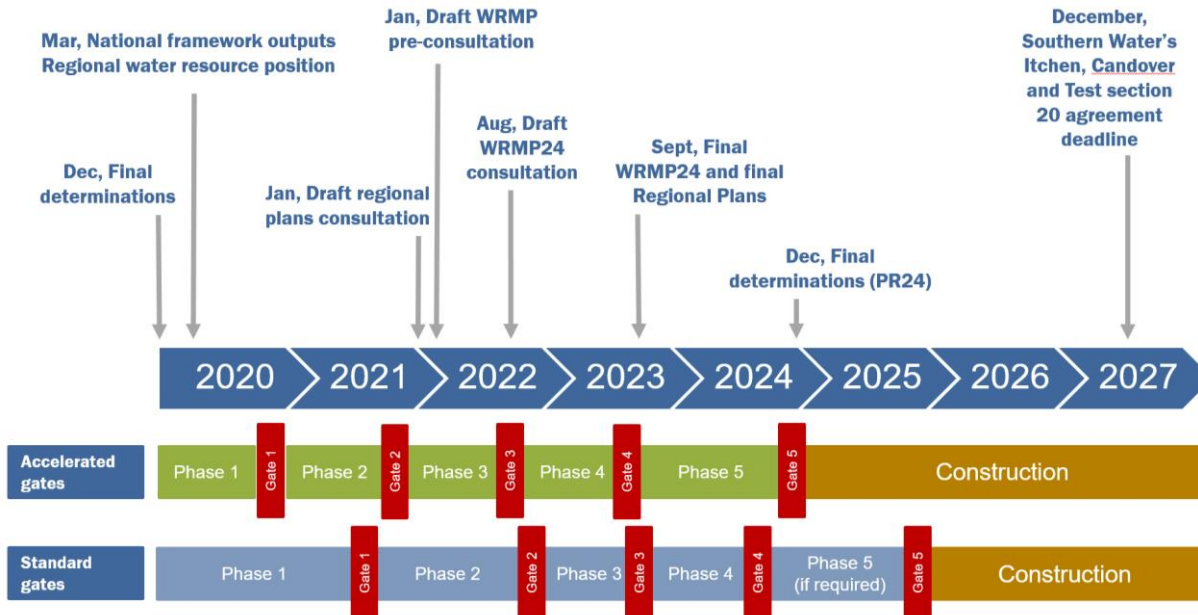 Mar, National framework outputs
Regional water resource position
Jan, Draft WRMP
pre-consultation
December,
Southern Water's
Itchen, Candover
and Test section
20 agreement
deadline
Dec, Final
determinations
Jan, Draft regional
plans consultation
Aug, Draft
WRMP24
consultation
Sept, Final
WRMP24 and final
Regional Plans
Dec, Final
determinations (PR24)
2020
2021
2022
2023
2024
2025
2026
2027
Accelerated
gates
Phase 1
Gate 1
Phase 2
Gate 2
Phase 3
Gate 3
Phase 4
Gate 4
Phase 5
Gate 5
Construction
Standard
gates
Phase 1
Gate 1
Phase 2
Gate 2
Phase 3
Gate 3
Phase 4
Gate 4
Phase 5
(if required)
Gate 5
Construction